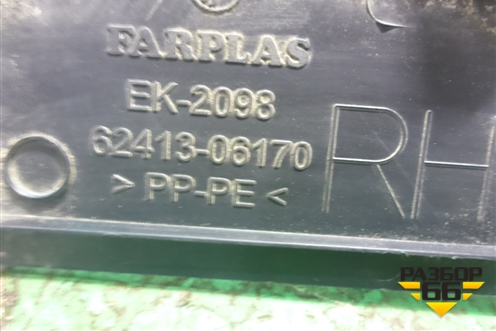 FARPLAS
EK-2098
62413-06170
> PP-PE <
RH
РАЗБОР
66